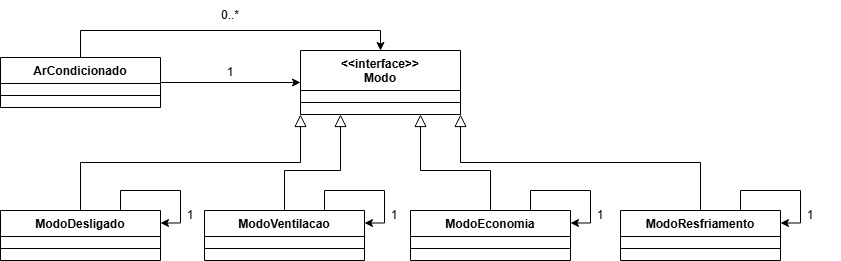 0..*
<<interface>>
Modo
ArCondicionado
1
ModoDesligado
1
ModoVentilacao
1
ModoEconomia
1
ModoResfriamento
1